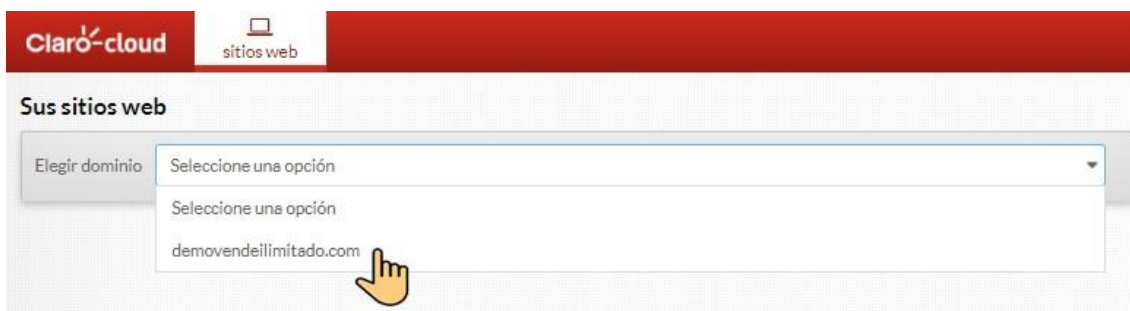 Claro-cloud
sitios web
Sus sitios web
Elegir dominio
Seleccione una opción
Seleccione una opción
demovendeilimitado.com